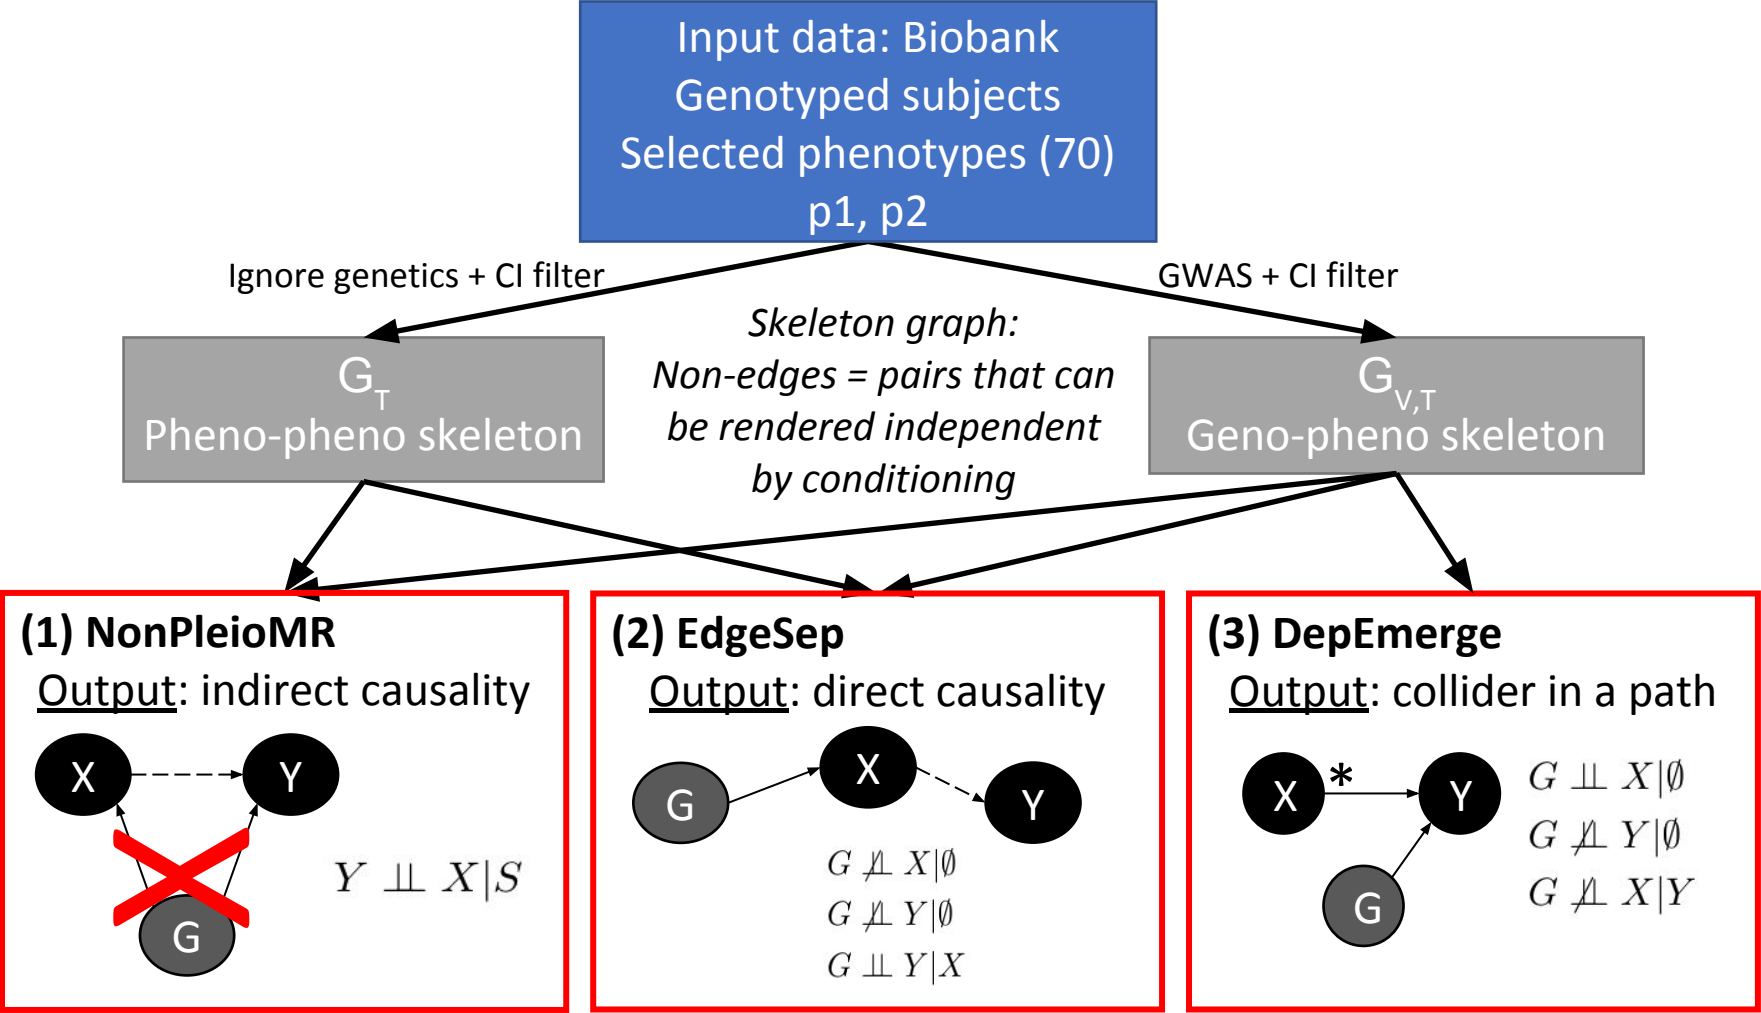 Input data: Biobank
Genotyped subjects
Selected phenotypes (70)
p1, p2
Ignore genetics + CI filter
GWAS + CI filter
Skeleton graph:
Non-edges = pairs that can
be rendered independent
by conditioning
G_T
Pheno-pheno skeleton
G_V,T
Geno-pheno skeleton
(1) NonPleioMR
Output: indirect causality
X
Y
G
Y ⫫ X|S
(2) EdgeSep
Output: direct causality
G
X
Y
G ⫫̸ X|∅
G ⫫̸ Y|∅
G ⫫ Y|X
(3) DepEmerge
Output: collider in a path
X
*
Y
G
G ⫫ X|∅
G ⫫̸ Y|∅
G ⫫̸ X|Y